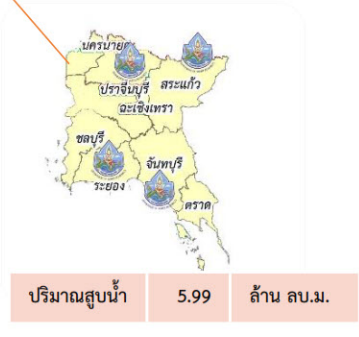 นครนายก
ปราจีนบุรี
สระแก้ว
ฉะเชิงเทรา
ชลบุรี
จันทบุรี
ระยอง
ตราด
ปริมาณสูบน้ำ 5.99 ล้าน ลบ.ม.